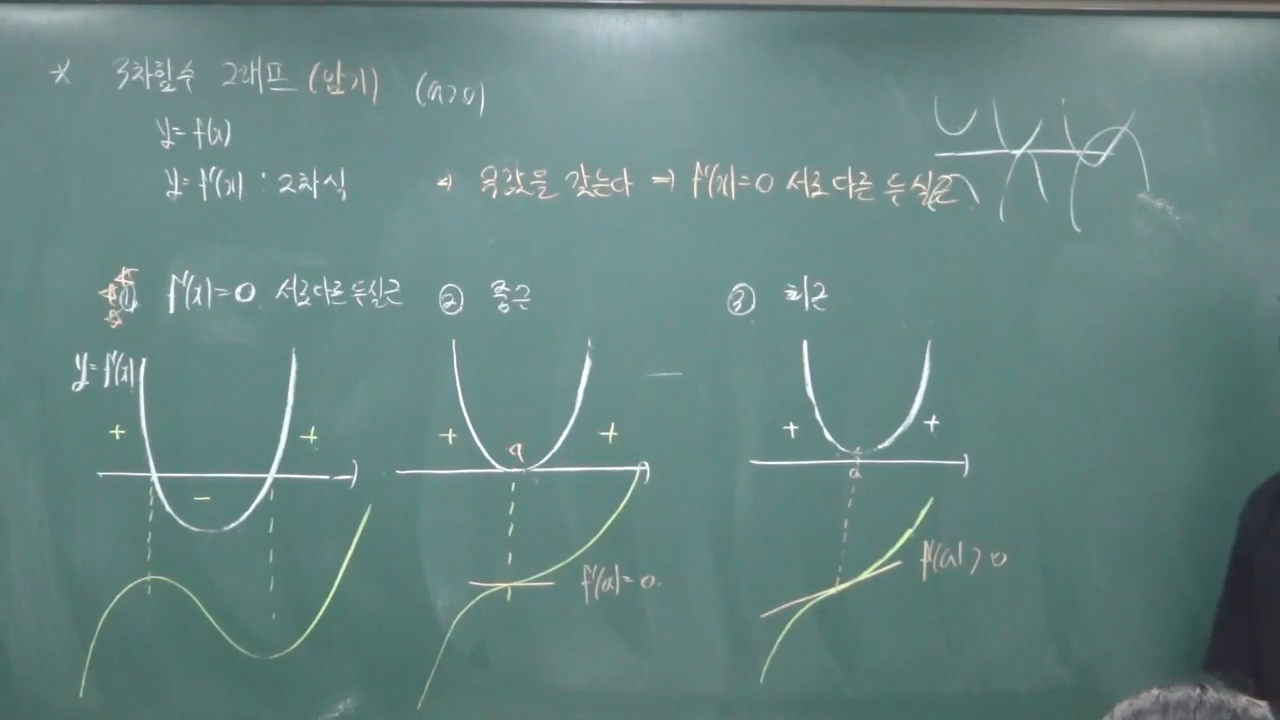 * 3차함수 그래프 (암기) (a>0)
y=f(x)
y=f'(x) : 2차식 ⇒ 극값을 갖는다 ⇒ f'(x)=0 서로다른 두실근
① f'(x)=0 서로다른 두실근 ② 중근 ③ 허근
y=f'(x)
+ + + + + +
a a
−
f'(a)=0. f'(a)>0